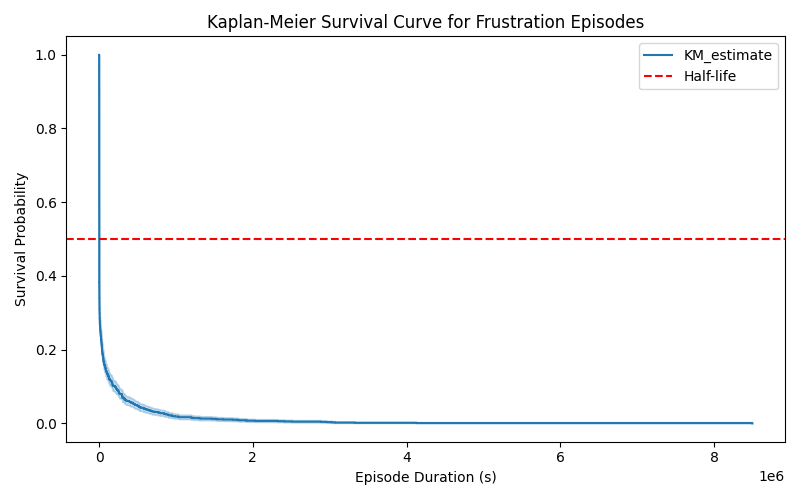 Kaplan-Meier Survival Curve for Frustration Episodes
KM_estimate
Half-life
Survival Probability
1.0
0.8
0.6
0.4
0.2
0.0
0
2
4
6
8
1e6
Episode Duration (s)